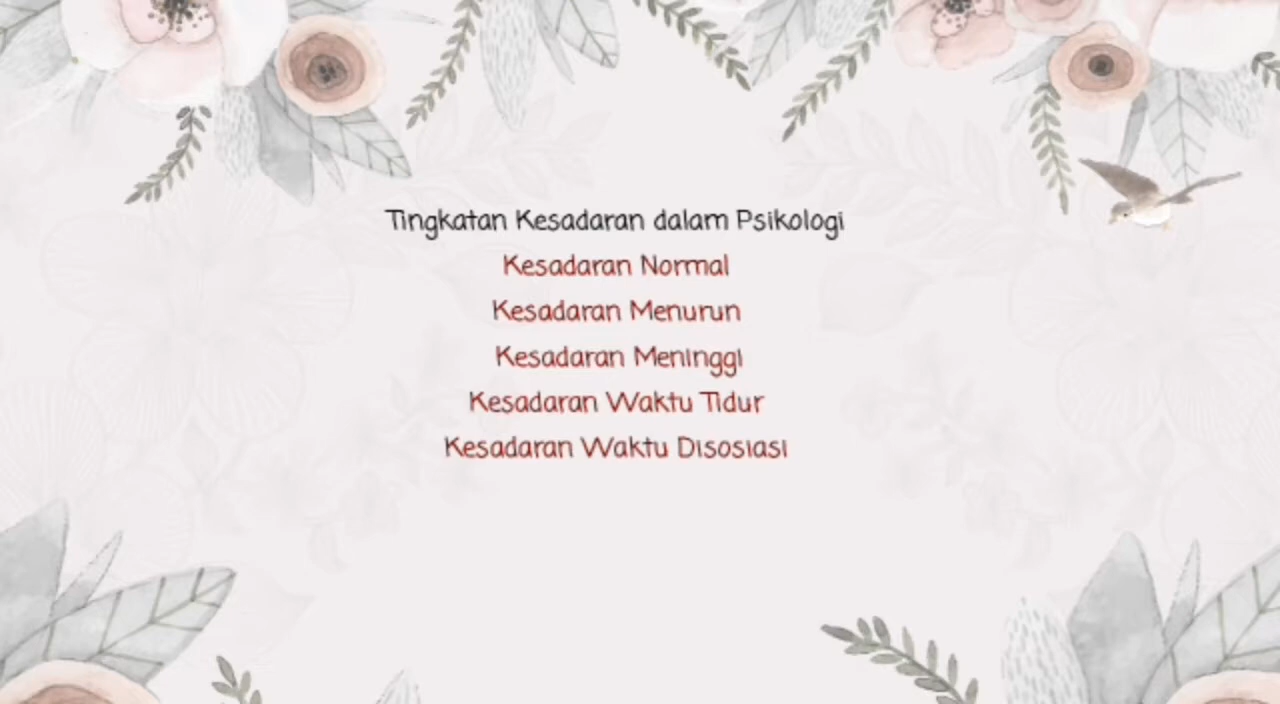 Tingkatan Kesadaran dalam Psikologi
Kesadaran Normal
Kesadaran Menurun
Kesadaran Meninggi
Kesadaran Waktu Tidur
Kesadaran Waktu Disosiasi